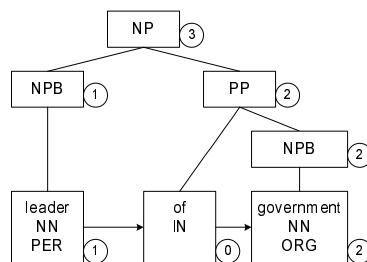 NP
3
NPB
1
PP
2
NPB
2
leader
NN
PER
1
of
IN
0
government
NN
ORG
2